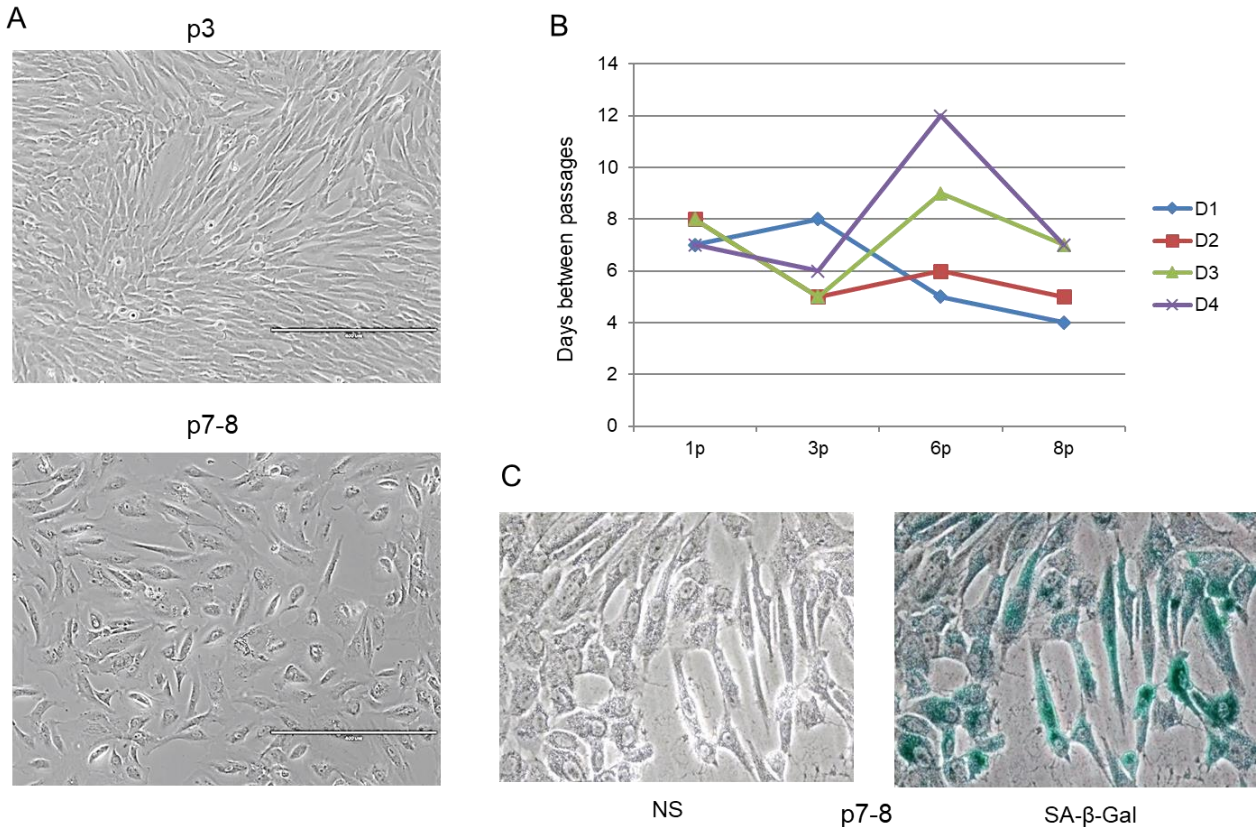 A
p3
p7-8
B
Days between passages
14
12
10
8
6
4
2
0
1p
3p
6p
8p
D1
D2
D3
D4
C
NS
p7-8
SA-β-Gal